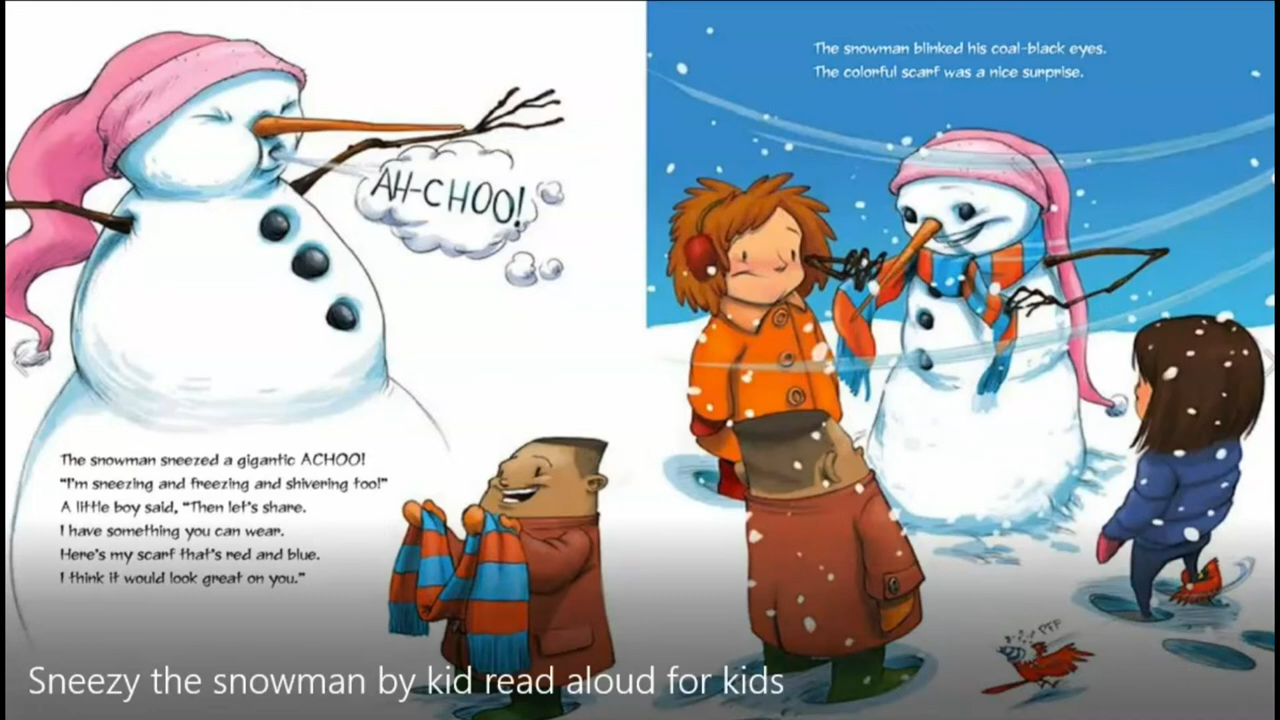 AH-CHOO!
The snowman sneezed a gigantic ACHOO!
"I'm sneezing and freezing and shivering too!"
A little boy said, "Then let's share.
I have something you can wear.
Here's my scarf that's red and blue.
I think it would look great on you."
The snowman blinked his coal-black eyes.
The colorful scarf was a nice surprise.
PFF
Sneezy the snowman by kid read aloud for kids